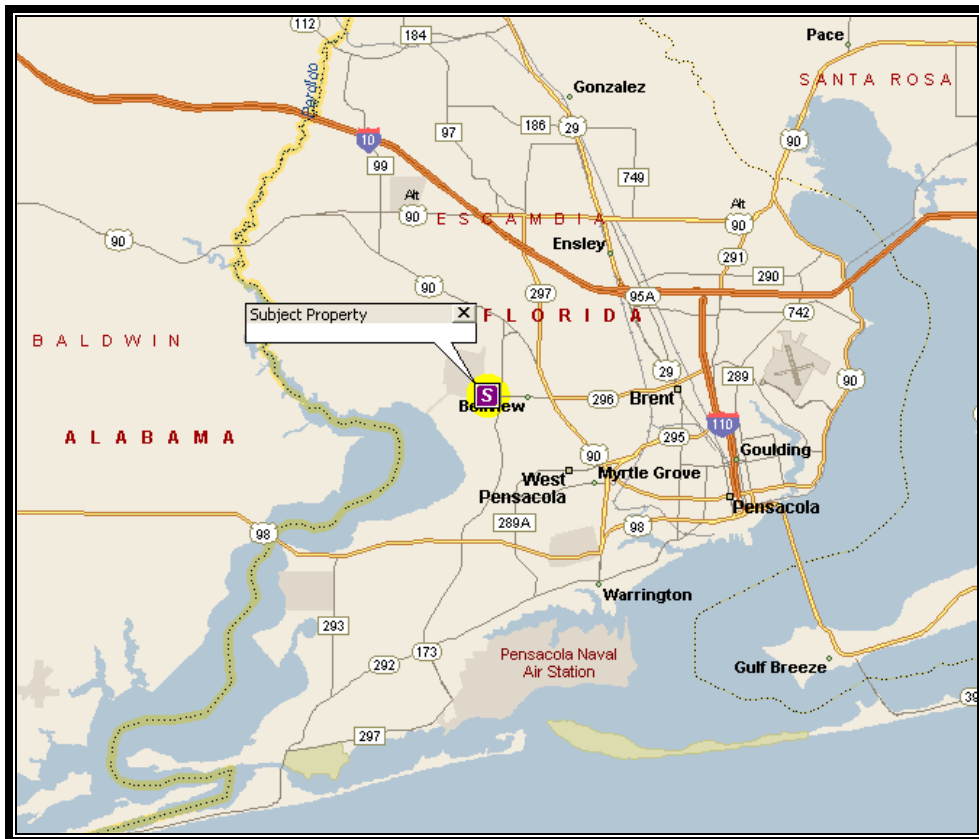 112
184
Pace
SANTA ROSA
Perdido
Gonzalez
29
186
97
10
99
90
749
Alt
90
ESCAMBIA
Alt
90
90
Ensley
291
290
90
297
95A
742
Subject Property
FLORIDA
BALDWIN
S
Bellview
296
29
Brent
289
90
110
ALABAMA
295
Goulding
90
West
Pensacola
Myrtle Grove
Pensacola
289A
98
98
Warrington
293
292
173
Pensacola Naval
Air Station
Gulf Breeze
297